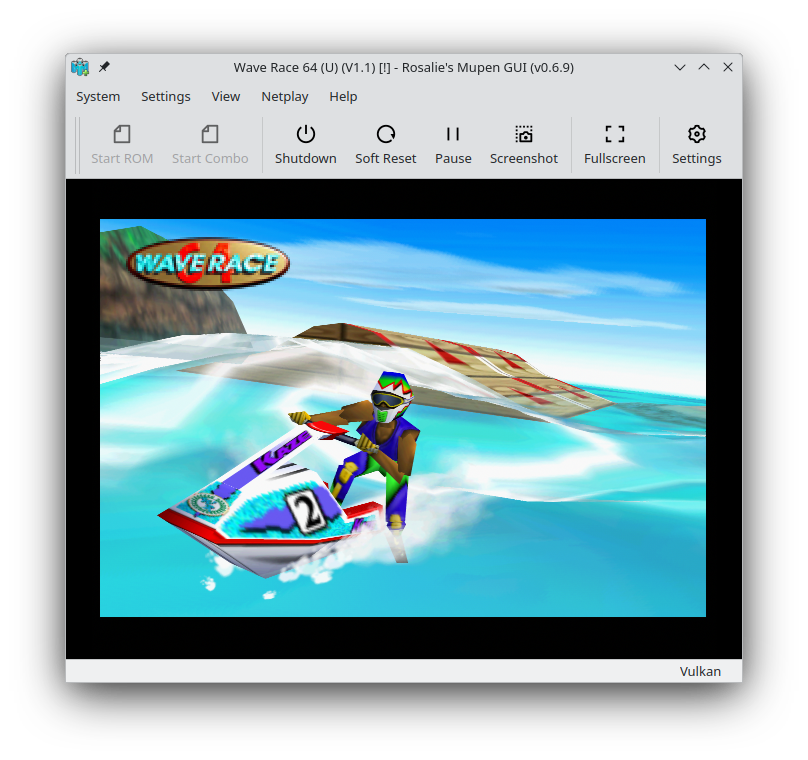 Wave Race 64 (U) (V1.1) [!] - Rosalie's Mupen GUI (v0.6.9)
System Settings View Netplay Help
Start ROM Start Combo Shutdown Soft Reset Pause Screenshot Fullscreen Settings
64
WAVE RACE
2
Vulkan